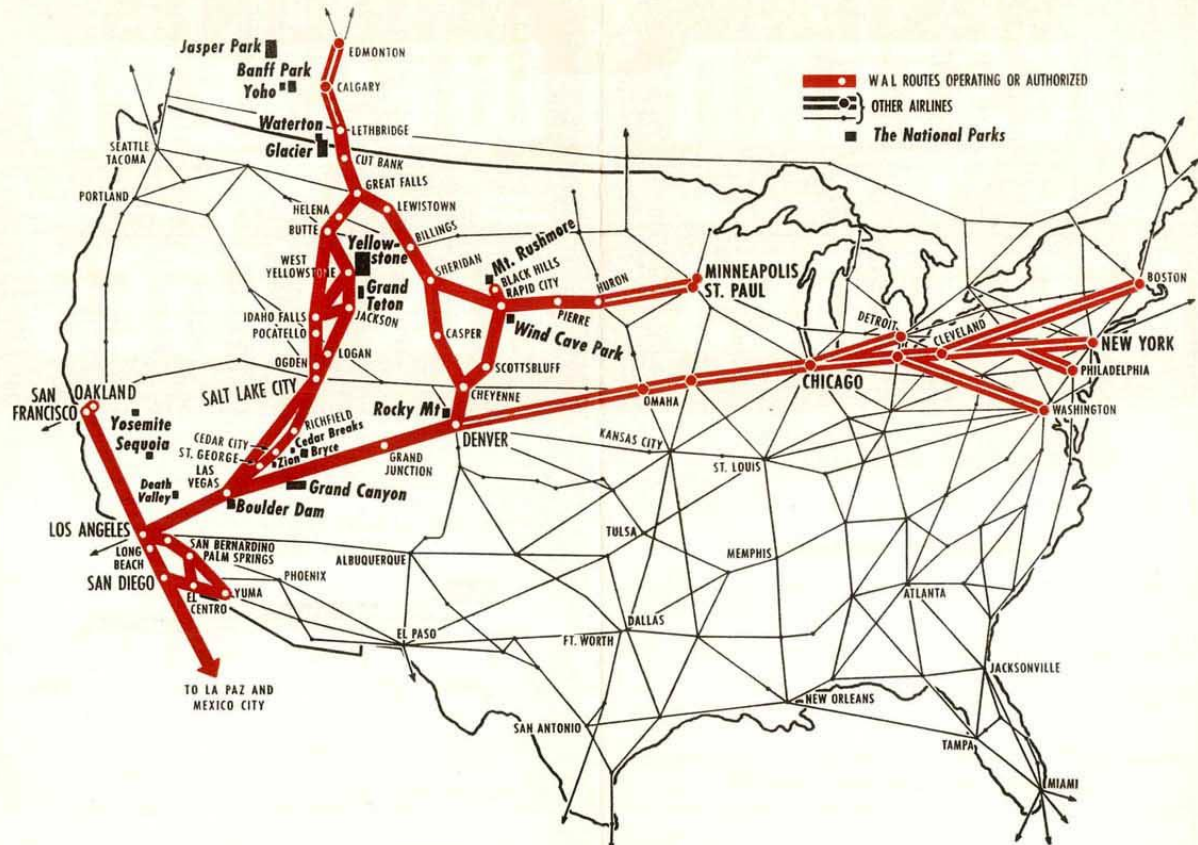 EDMONTON
Jasper Park
Banff Park
Yoho
CALGARY
W A L ROUTES OPERATING OR AUTHORIZED
OTHER AIRLINES
The National Parks
Waterton
Glacier
LETHBRIDGE
CUT BANK
SEATTLE
TACOMA
PORTLAND
GREAT FALLS
LEWISTOWN
HELENA
BUTTE
BILLINGS
Yellow-
stone
WEST
YELLOWSTONE
SHERIDAN
Mt. Rushmore
BLACK HILLS
RAPID CITY
HURON
PIERRE
MINNEAPOLIS
ST. PAUL
Grand
Teton
JACKSON
IDAHO FALLS
POCATELLO
CASPER
Wind Cave Park
LOGAN
OGDEN
SCOTTSBLUFF
SALT LAKE CITY
CHEYENNE
Rocky Mt
DENVER
OMAHA
CHICAGO
DETROIT
CLEVELAND
BOSTON
NEW YORK
PHILADELPHIA
WASHINGTON
SAN
FRANCISCO
OAKLAND
Yosemite
Sequoia
RICHFIELD
CEDAR CITY
Cedar Breaks
ST. GEORGE
Zion
Bryce
LAS
VEGAS
GRAND
JUNCTION
KANSAS CITY
ST. LOUIS
Death
Valley
Grand Canyon
Boulder Dam
LOS ANGELES
LONG
BEACH
SAN BERNARDINO
PALM SPRINGS
SAN DIEGO
EL
CENTRO
YUMA
PHOENIX
ALBUQUERQUE
TULSA
MEMPHIS
ATLANTA
EL PASO
DALLAS
FT. WORTH
TO LA PAZ AND
MEXICO CITY
SAN ANTONIO
NEW ORLEANS
JACKSONVILLE
TAMPA
MIAMI